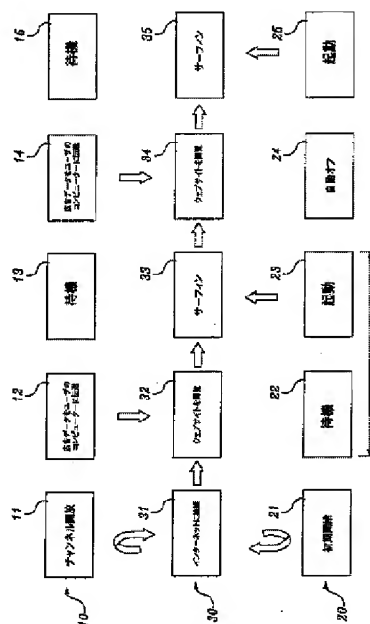 11
12
13
14
15
チャンネル開放
広告データをユーザの
コンピューターに伝送
待機
広告データをユーザの
コンピューターに伝送
待機
10
31
32
33
34
35
インターネットに接続
ウェブサイトを閲覧
サーフィン
ウェブサイトを閲覧
サーフィン
30
21
22
23
24
25
初期開始
待機
起動
自動オフ
起動
20